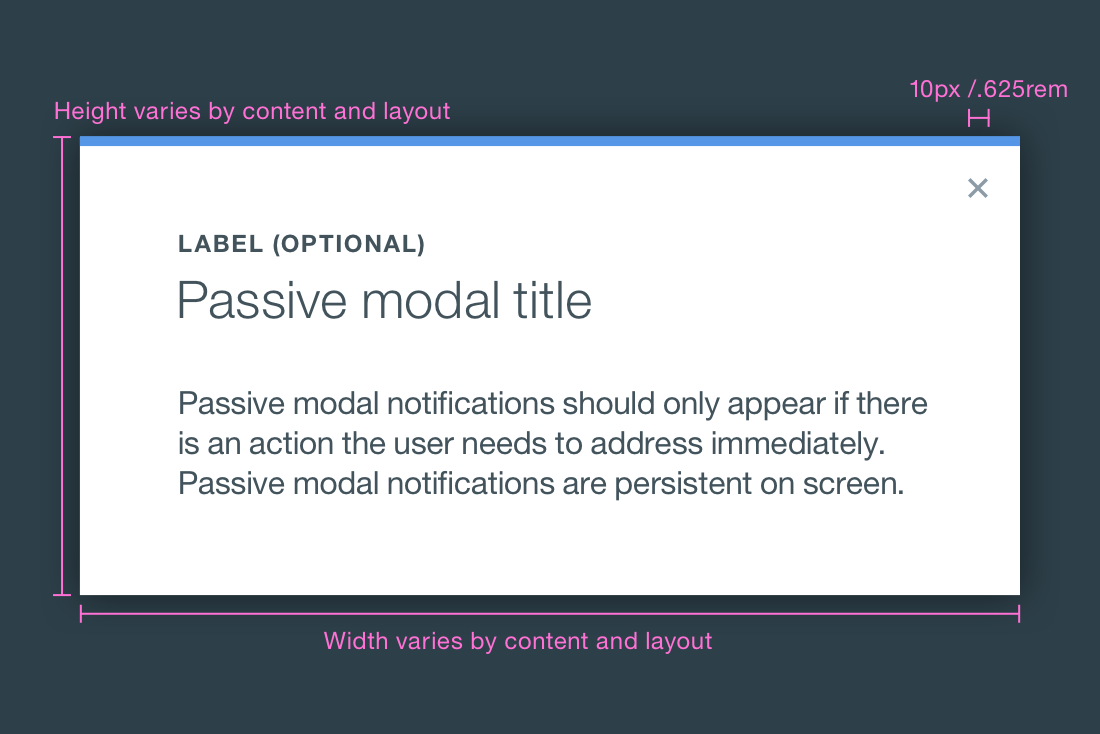 10px /.625rem
Height varies by content and layout
LABEL (OPTIONAL)
Passive modal title
Passive modal notifications should only appear if there
is an action the user needs to address immediately.
Passive modal notifications are persistent on screen.
Width varies by content and layout